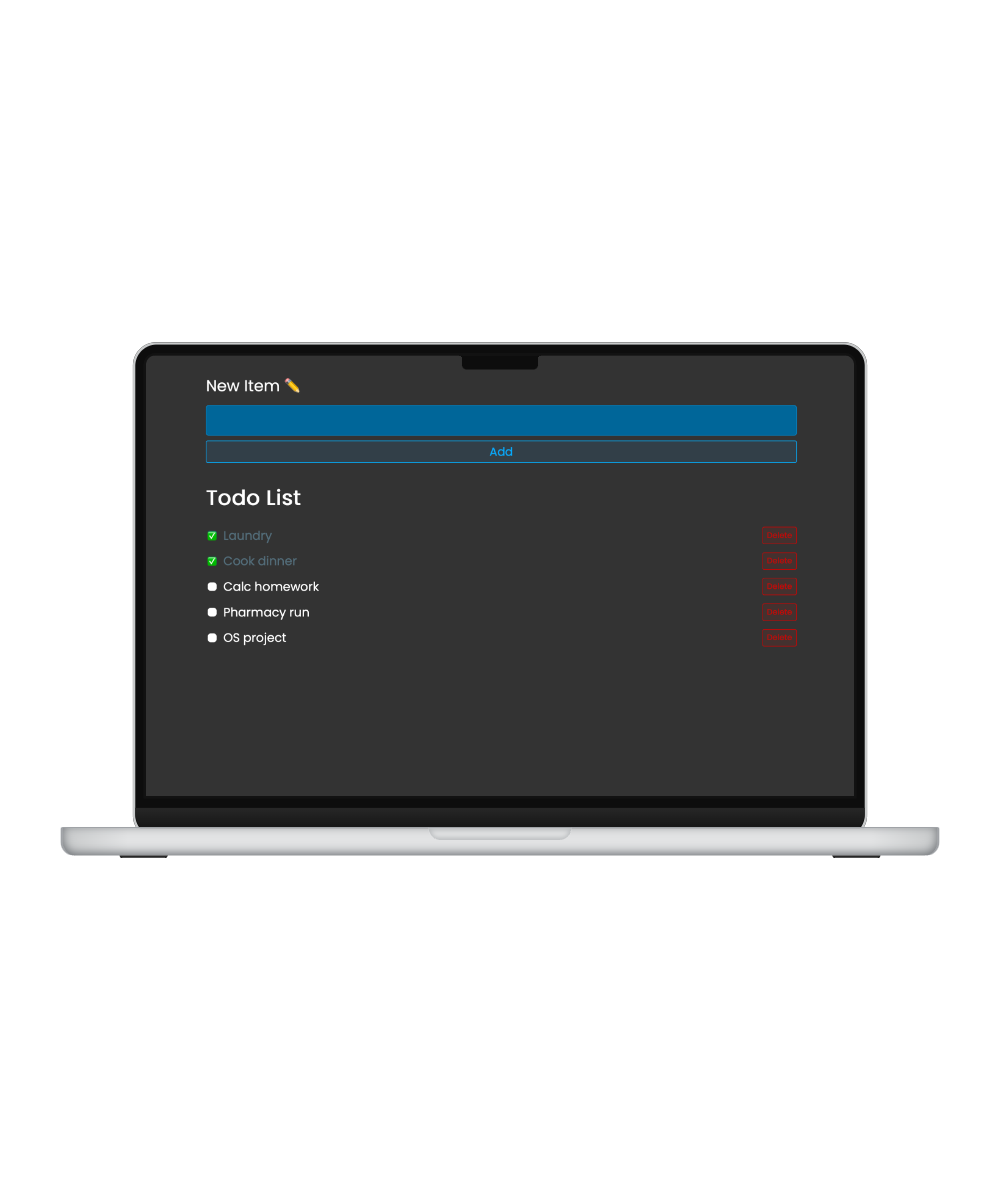 New Item ✏️
Add
Todo List
Laundry Delete
Cook dinner Delete
Calc homework Delete
Pharmacy run Delete
OS project Delete